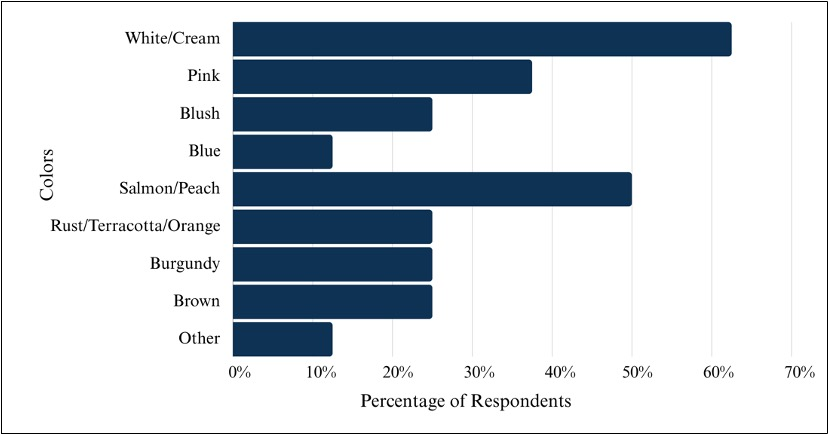 White/Cream
Pink
Blush
Blue
Salmon/Peach
Rust/Terracotta/Orange
Burgundy
Brown
Other
Colors
0% 10% 20% 30% 40% 50% 60% 70%
Percentage of Respondents